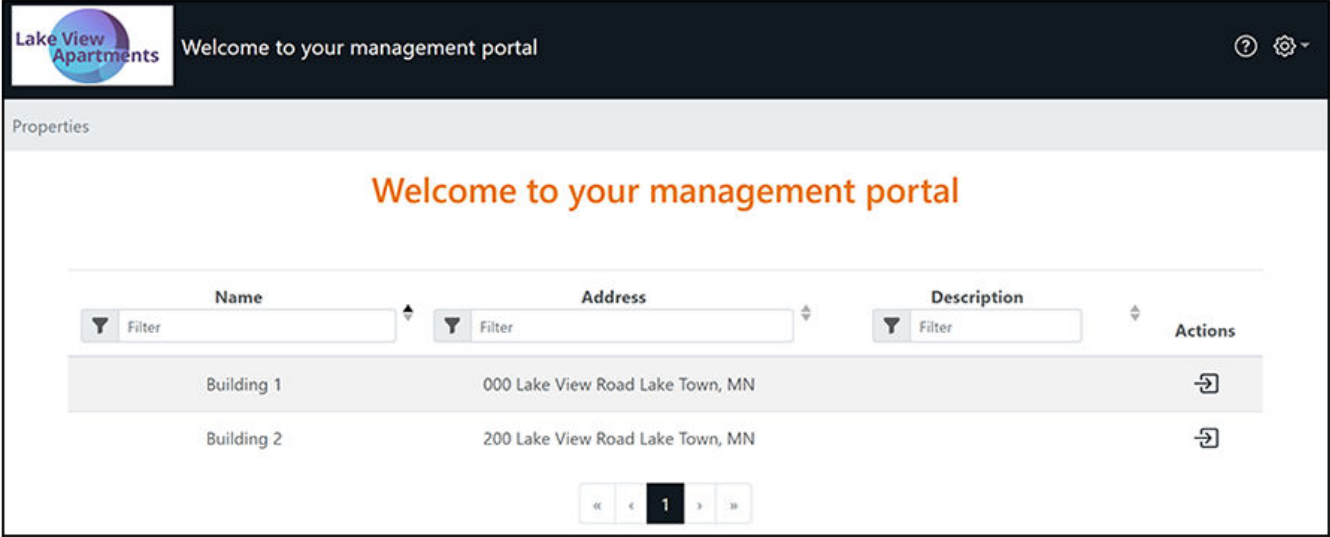 Lake View
Apartments
Welcome to your management portal
Properties
Welcome to your management portal
Name Address Description
Filter Filter Filter Actions
Building 1 000 Lake View Road Lake Town, MN
Building 2 200 Lake View Road Lake Town, MN
« ‹ 1 › »